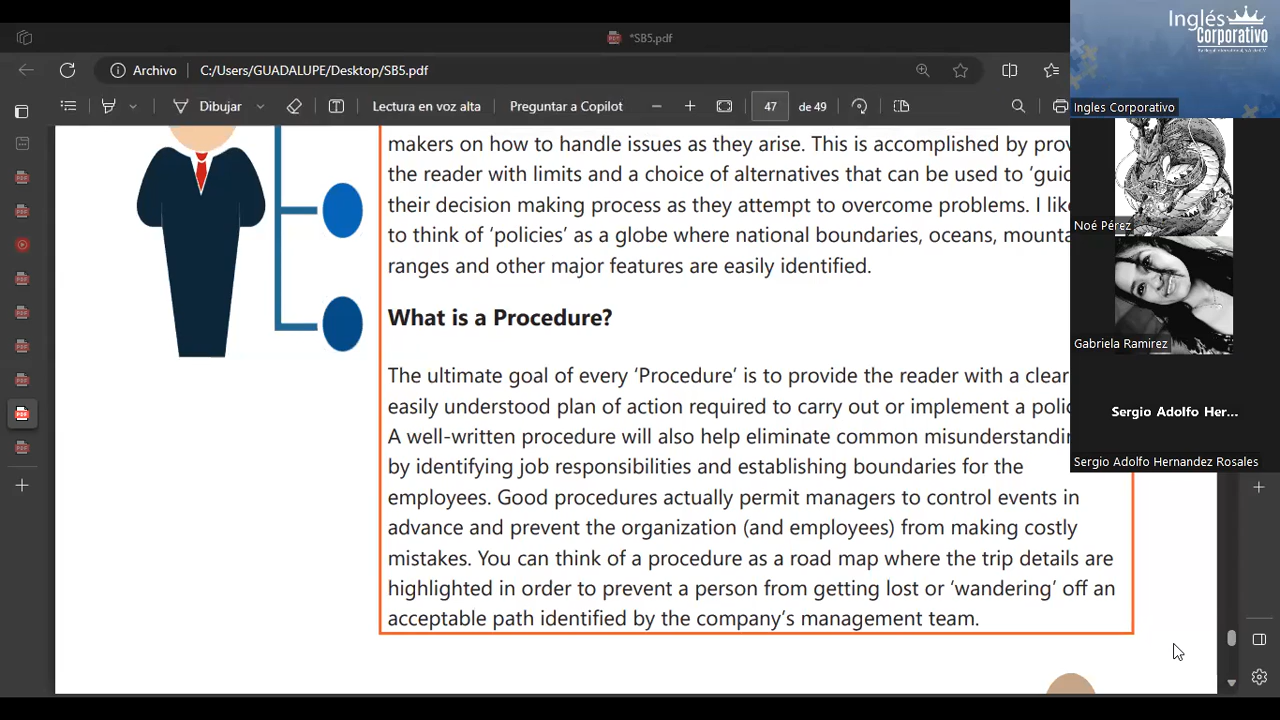 *SB5.pdf
Archivo
C:/Users/GUADALUPE/Desktop/SB5.pdf
Dibujar
Lectura en voz alta
Preguntar a Copilot
47
de 49
makers on how to handle issues as they arise. This is accomplished by
the reader with limits and a choice of alternatives that can be used to
their decision making process as they attempt to overcome problems. I
to think of ‘policies’ as a globe where national boundaries, oceans,
ranges and other major features are easily identified.
What is a Procedure?
The ultimate goal of every ‘Procedure’ is to provide the reader with a clear
easily understood plan of action required to carry out or implement a
A well-written procedure will also help eliminate common
by identifying job responsibilities and establishing boundaries for the
employees. Good procedures actually permit managers to control events in
advance and prevent the organization (and employees) from making costly
mistakes. You can think of a procedure as a road map where the trip details are
highlighted in order to prevent a person from getting lost or ‘wandering’ off an
acceptable path identified by the company’s management team.
Inglés
Corporativo
Ingles Corporativo
Noé Pérez
Gabriela Ramirez
Sergio Adolfo Her...
Sergio Adolfo Hernandez Rosales